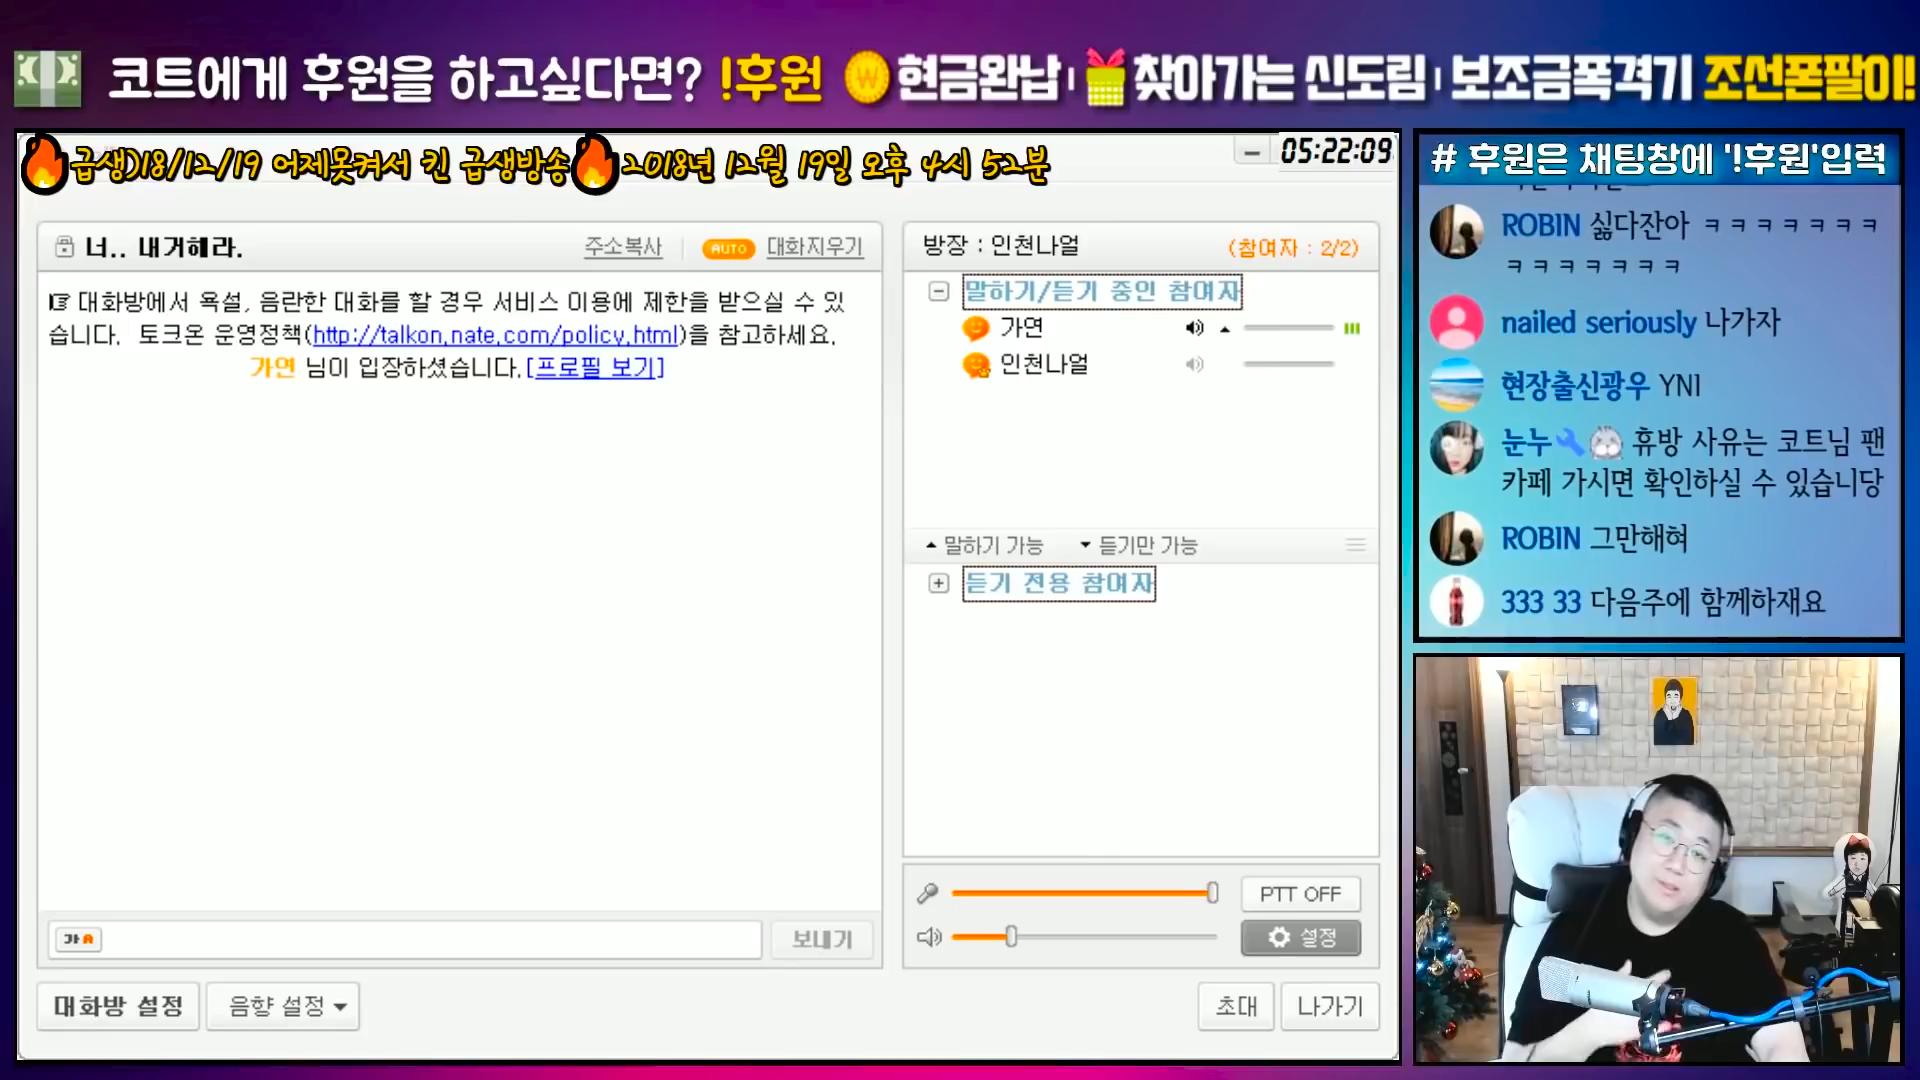 코트에게 후원을 하고싶다면? !후원 현금완납 찾아가는 신도림 보조금폭격기 조선폰팔이!
급생)18/12/19 어제못켜서 킨 급생방송 2018년 12월 19일 오후 4시 52분
05:22:09
너.. 내거해라.
주소복사
AUTO
대화지우기
☞ 대화방에서 욕설, 음란한 대화를 할 경우 서비스 이용에 제한을 받으실 수 있
습니다. 토크온 운영정책(http://talkon.nate.com/policy.html)을 참고하세요.
가연 님이 입장하셨습니다.[프로필 보기]
가A
보내기
대화방 설정
음향 설정
방장 : 인천나얼
(참여자 : 2/2)
말하기/듣기 중인 참여자
가연
인천나얼
말하기 가능
듣기만 가능
듣기 전용 참여자
PTT OFF
설정
초대
나가기
# 후원은 채팅창에 '!후원'입력
ROBIN 싫다잔아 ㅋㅋㅋㅋㅋㅋㅋ
ㅋㅋㅋㅋㅋㅋㅋ
nailed seriously 나가자
현장출신광우 YNI
눈누 휴방 사유는 코트님 팬
카페 가시면 확인하실 수 있습니당
ROBIN 그만해혀
333 33 다음주에 함께하재요